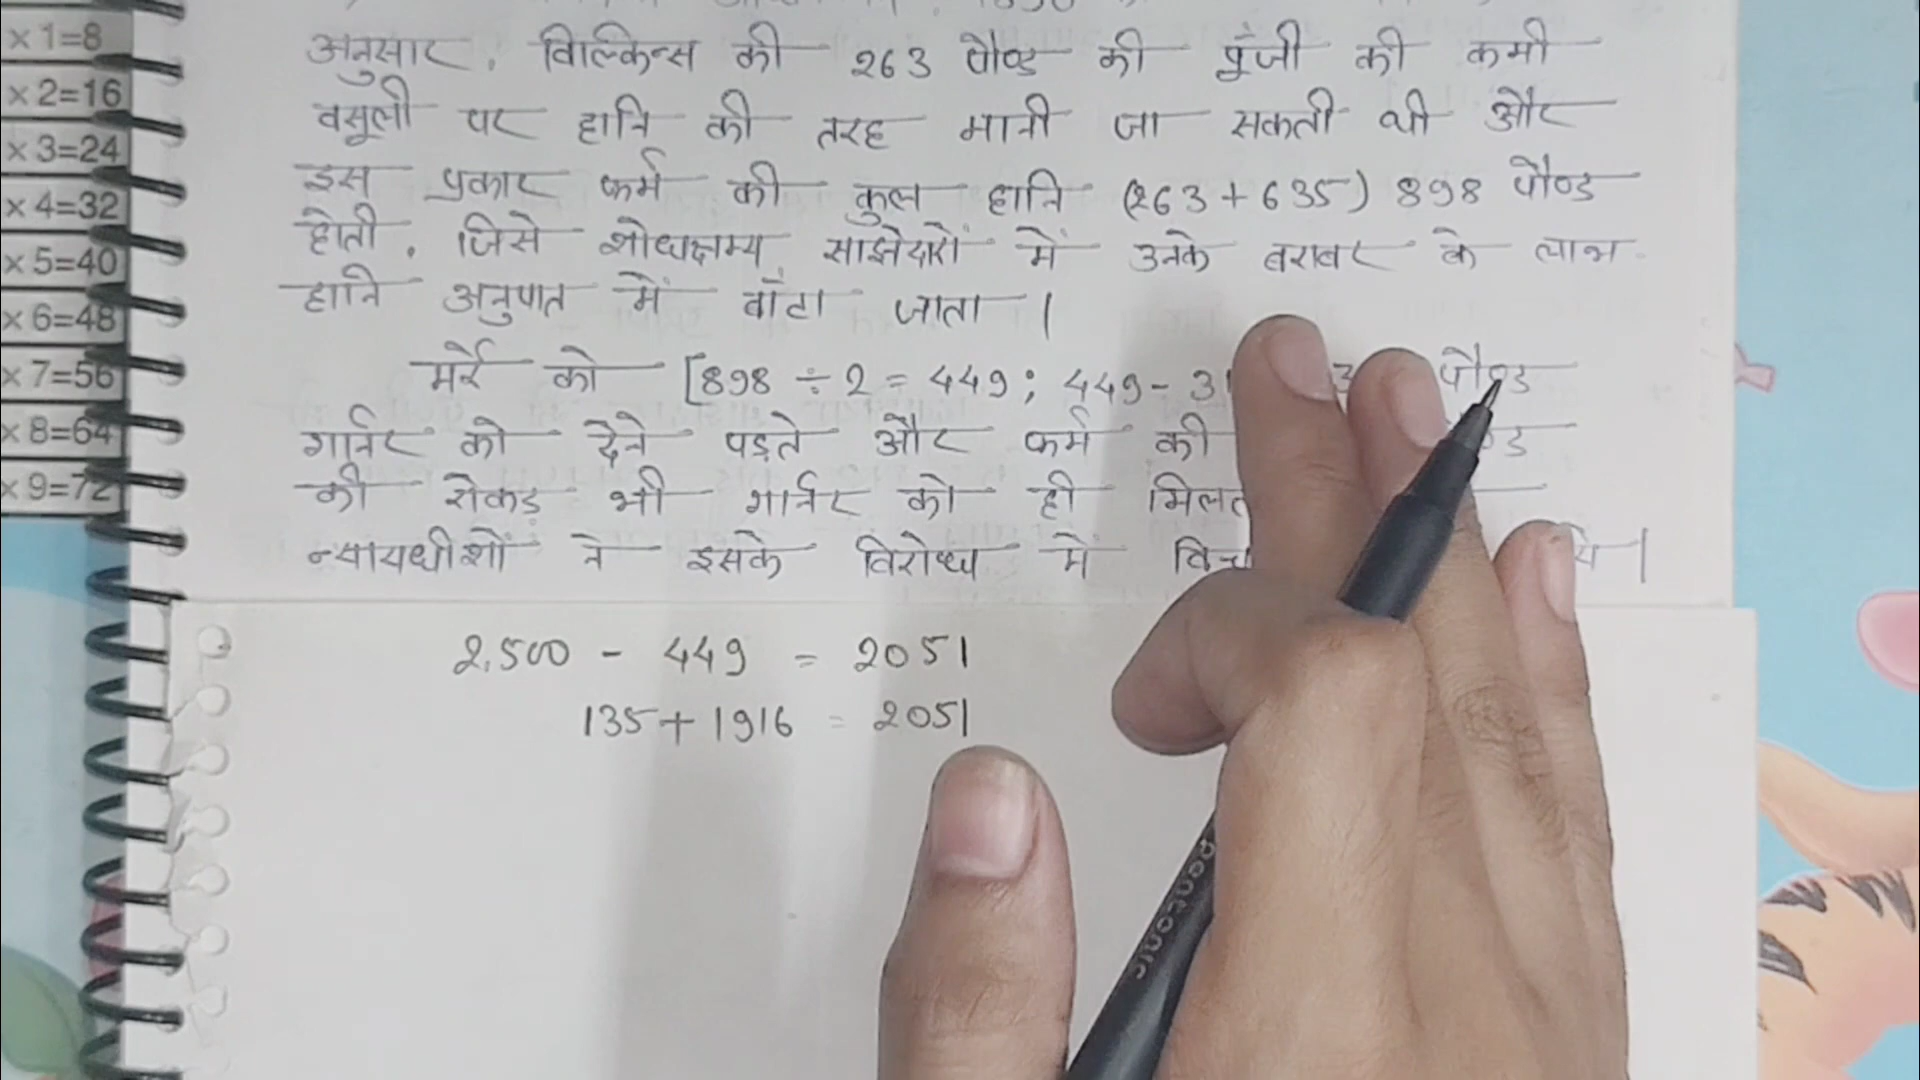 x 1=8
x 2=16
x 3=24
x 4=32
x 5=40
x 6=48
x 7=56
x 8=64
x 9=72
अनुसार, विल्किन्स की 263 पौण्ड की पूंजी की कमी
वसूली पर हानि की तरह मानी जा सकती थी और
इस प्रकार फर्म की कुल हानि (263+635) 898 पौण्ड
होती, जिसे शोधक्षम्य साझेदारों में उनके बराबर के लाभ
हानि अनुपात में बाँटा जाता |
मर्रे को [898 ÷ 2 = 449; 449- 3 पौण्ड
गार्नर को देने पड़ते और फर्म की
की रोकड़ भी गार्नर को ही
न्यायधीशों ने इसके विरोध में
2,500 - 449 = 2051
135+1916 = 2051
Pentonic